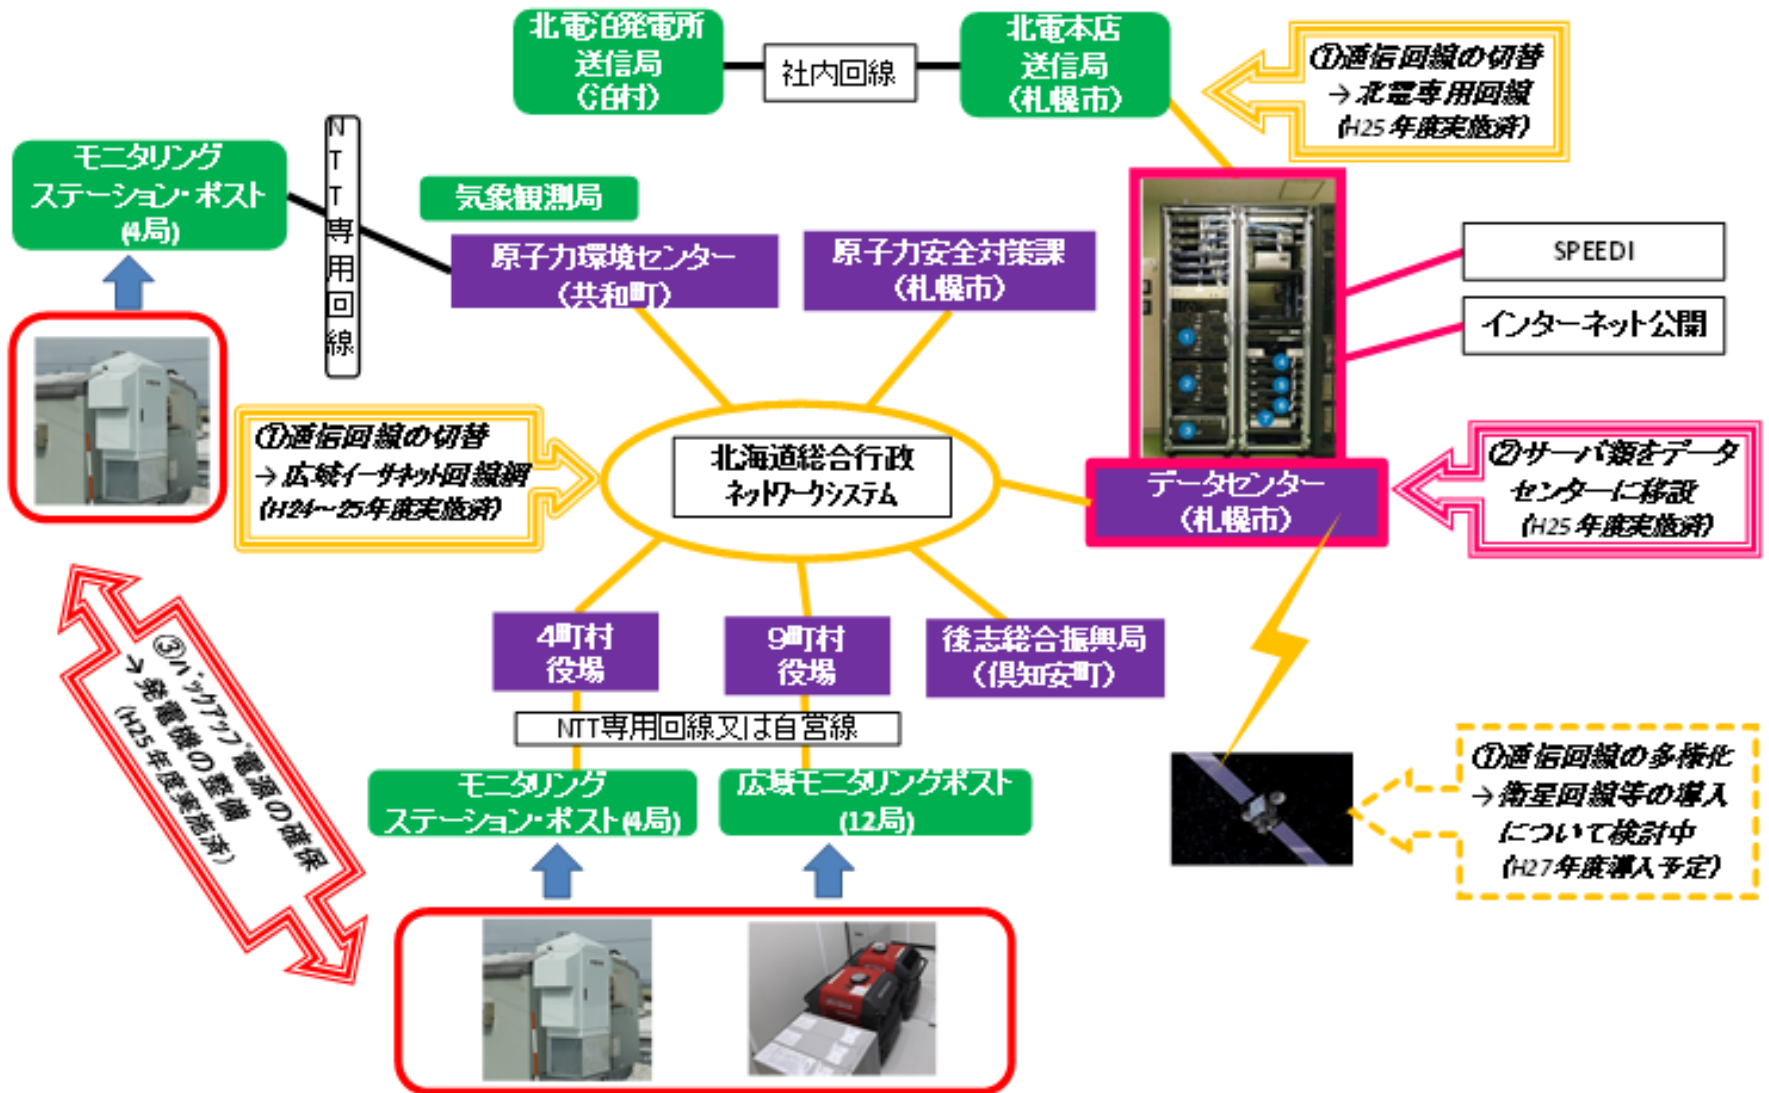 北電泊発電所
送信局
(泊村)
社内回線
北電本店
送信局
(札幌市)
①通信回線の切替
→ 北電専用回線
(H25年度実施済)
モニタリング
ステーション・ポスト
(4局)
NTT専用回線
気象観測局
原子力環境センター
(共和町)
原子力安全対策課
(札幌市)
SPEEDI
インターネット公開
①通信回線の切替
→ 広域イーサネット回線網
(H24～25年度実施済)
北海道総合行政
ネットワークシステム
データセンター
(札幌市)
②サーバ類をデータ
センターに移設
(H25年度実施済)
1
2
3
4
5
6
7
③バックアップ電源の確保
→ 発電機の整備
(H25年度実施済)
4町村
役場
9町村
役場
後志総合振興局
(倶知安町)
NTT専用回線又は自営線
モニタリング
ステーション・ポスト(4局)
広域モニタリングポスト
(12局)
①通信回線の多様化
→ 衛星回線等の導入
について検討中
(H27年度導入予定)